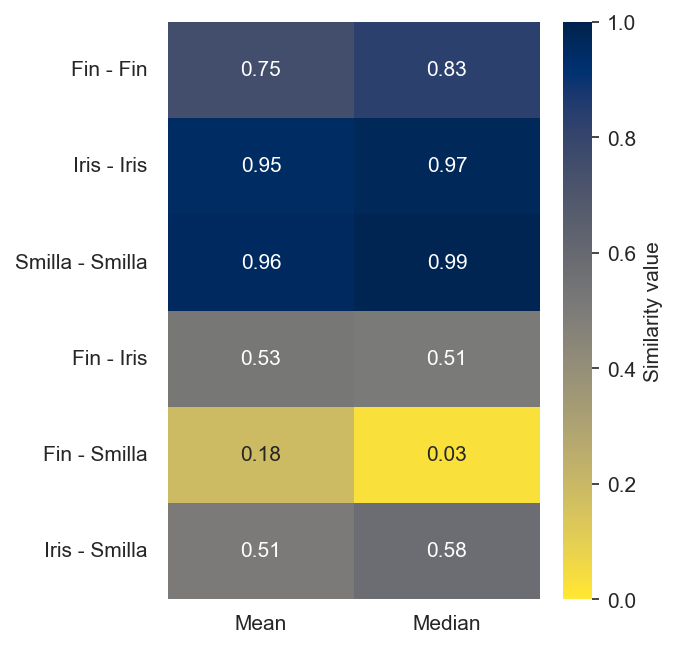 Fin - Fin 0.75 0.83
Iris - Iris 0.95 0.97
Smilla - Smilla 0.96 0.99
Fin - Iris 0.53 0.51
Fin - Smilla 0.18 0.03
Iris - Smilla 0.51 0.58
Mean Median
1.0
0.8
0.6
0.4
0.2
0.0
Similarity value